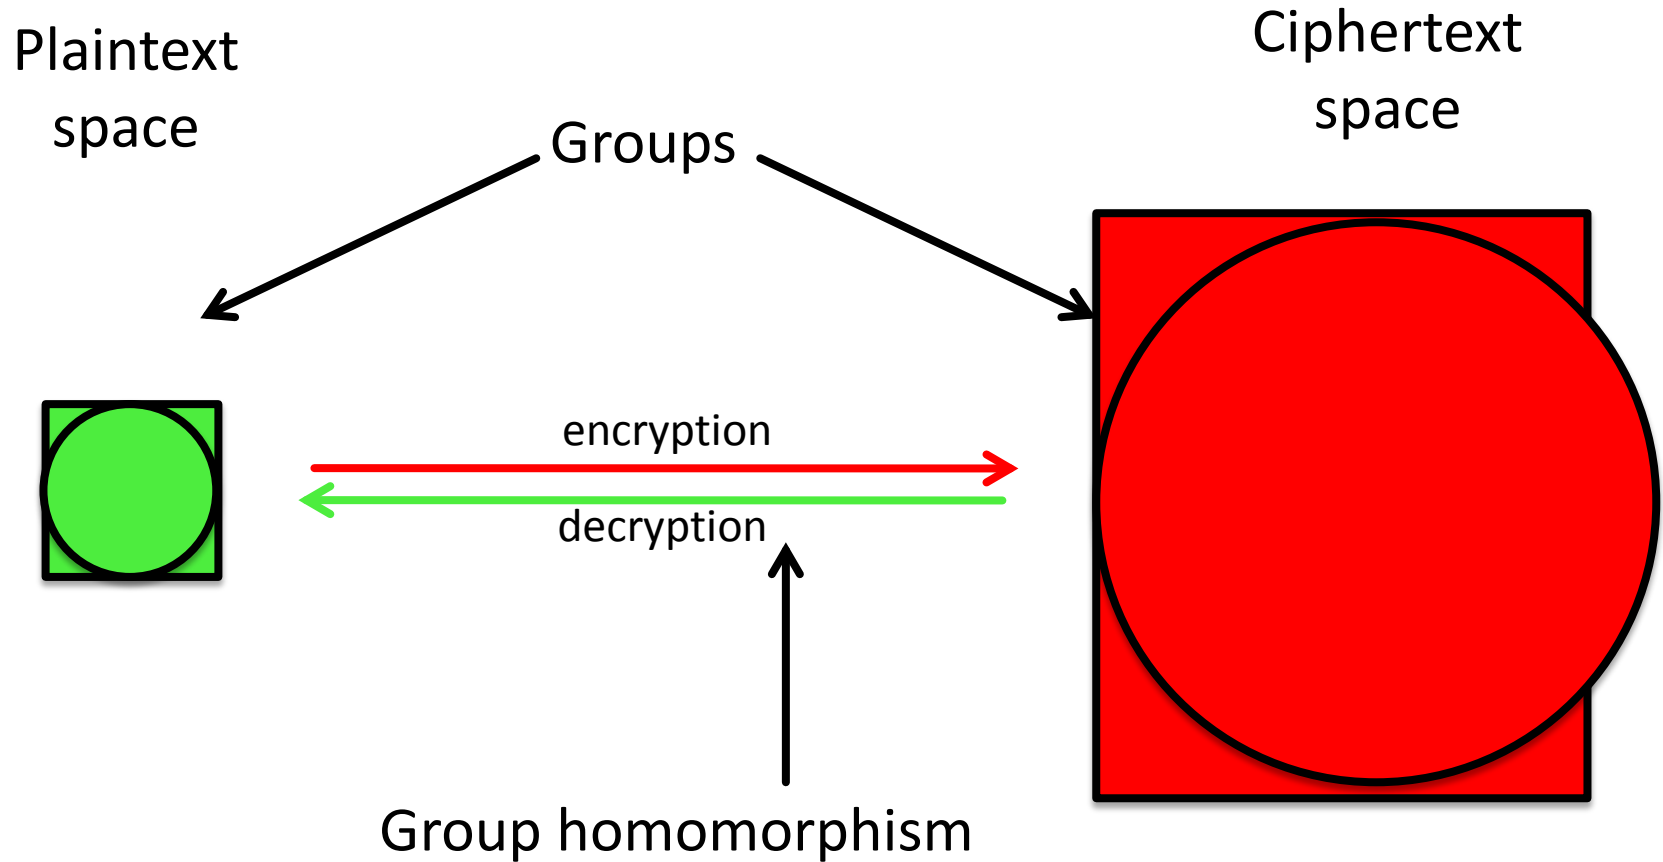 Plaintext
space
Groups
Ciphertext
space
encryption
decryption
Group homomorphism